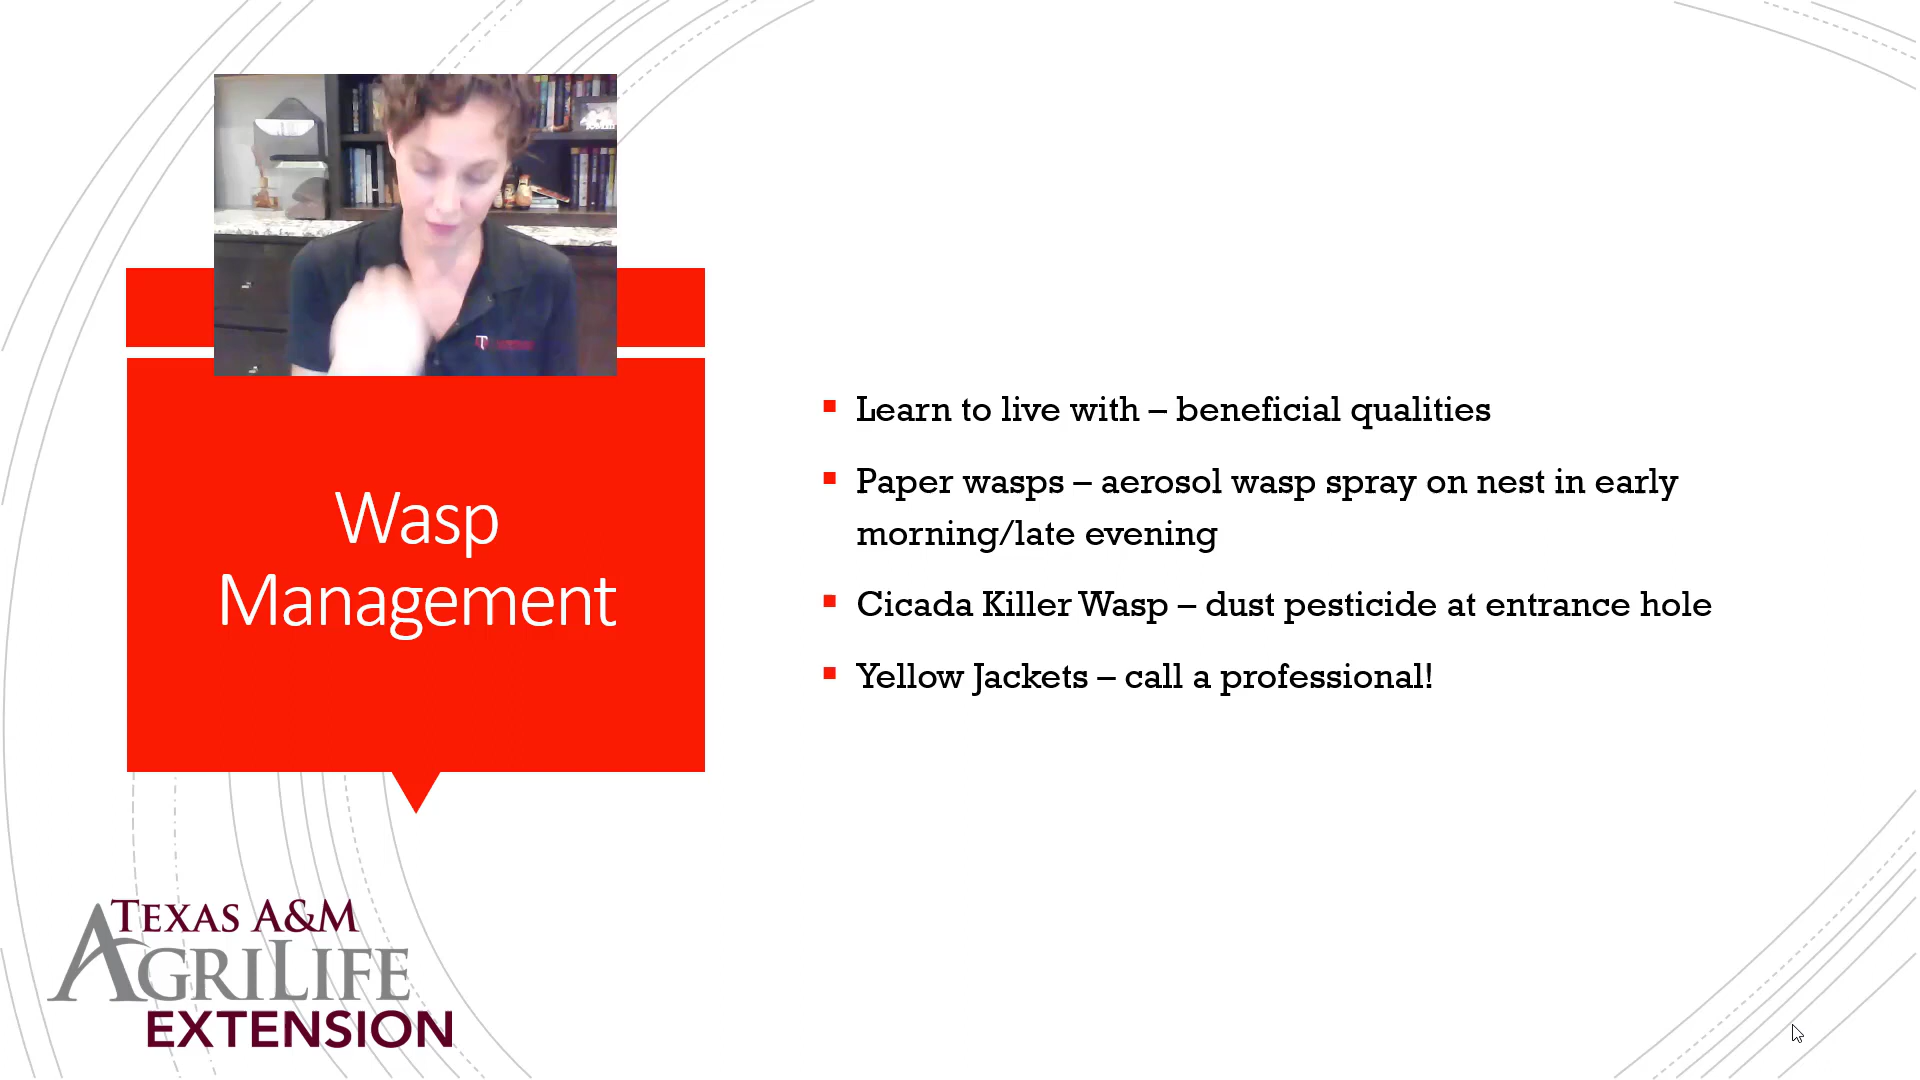 Wasp
Management
Learn to live with – beneficial qualities
Paper wasps – aerosol wasp spray on nest in early
morning/late evening
Cicada Killer Wasp – dust pesticide at entrance hole
Yellow Jackets – call a professional!
TEXAS A&M
AGRILIFE
EXTENSION